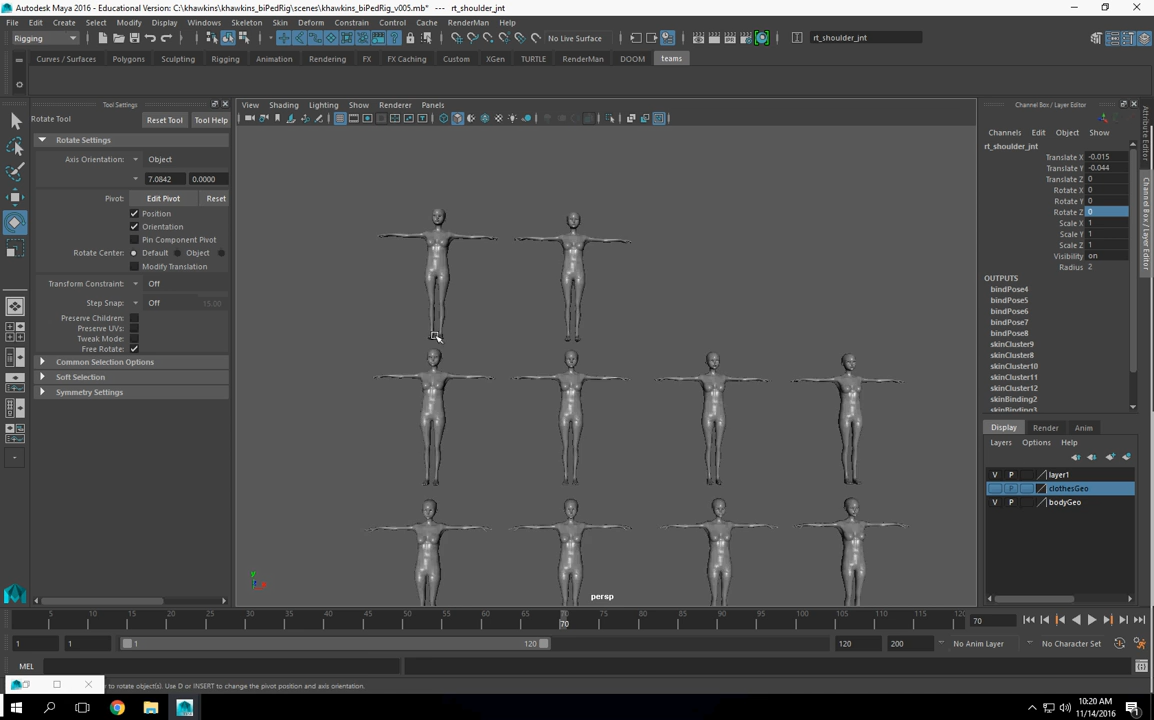 Autodesk Maya 2016 - Educational Version: C:\khawkins\khawkins_biPedRig\scenes\khawkins_biPedRig_v005.mb*  ---  rt_shoulder_jnt
File Edit Create Select Modify Display Windows Skeleton Skin Deform Constrain Control Cache RenderMan Help
Rigging No Live Surface rt_shoulder_jnt
Curves / Surfaces Polygons Sculpting Rigging Animation Rendering FX FX Caching Custom XGen TURTLE RenderMan DOOM teams
Tool Settings
Rotate Tool Reset Tool Tool Help
Rotate Settings
Axis Orientation: Object
7.0842 0.0000
Pivot: Edit Pivot Reset
Position
Orientation
Pin Component Pivot
Rotate Center: Default Object
Modify Translation
Transform Constraint: Off
Step Snap: Off 15.00
Preserve Children:
Preserve UVs:
Tweak Mode:
Free Rotate:
Common Selection Options
Soft Selection
Symmetry Settings
View Shading Lighting Show Renderer Panels
persp
Channel Box / Layer Editor
Channels Edit Object Show
rt_shoulder_jnt
Translate X -0.015
Translate Y -0.044
Translate Z 0
Rotate X 0
Rotate Y 0
Rotate Z 0
Scale X 1
Scale Y 1
Scale Z 1
Visibility on
Radius 2
OUTPUTS
bindPose4
bindPose5
bindPose6
bindPose7
bindPose8
skinCluster9
skinCluster8
skinCluster10
skinCluster11
skinCluster12
skinBinding2
skinBinding3
Attribute Editor
Channel Box / Layer Editor
Display Render Anim
Layers Options Help
V P layer1
P clothesGeo
V P bodyGeo
5 10 15 20 25 30 35 40 45 50 55 60 65 70 75 80 85 90 95 100 105 110 115 120
70
70
1 1 1 120 120 200 No Anim Layer No Character Set
MEL
to rotate object(s). Use D or INSERT to change the pivot position and axis orientation.
10:20 AM
11/14/2016